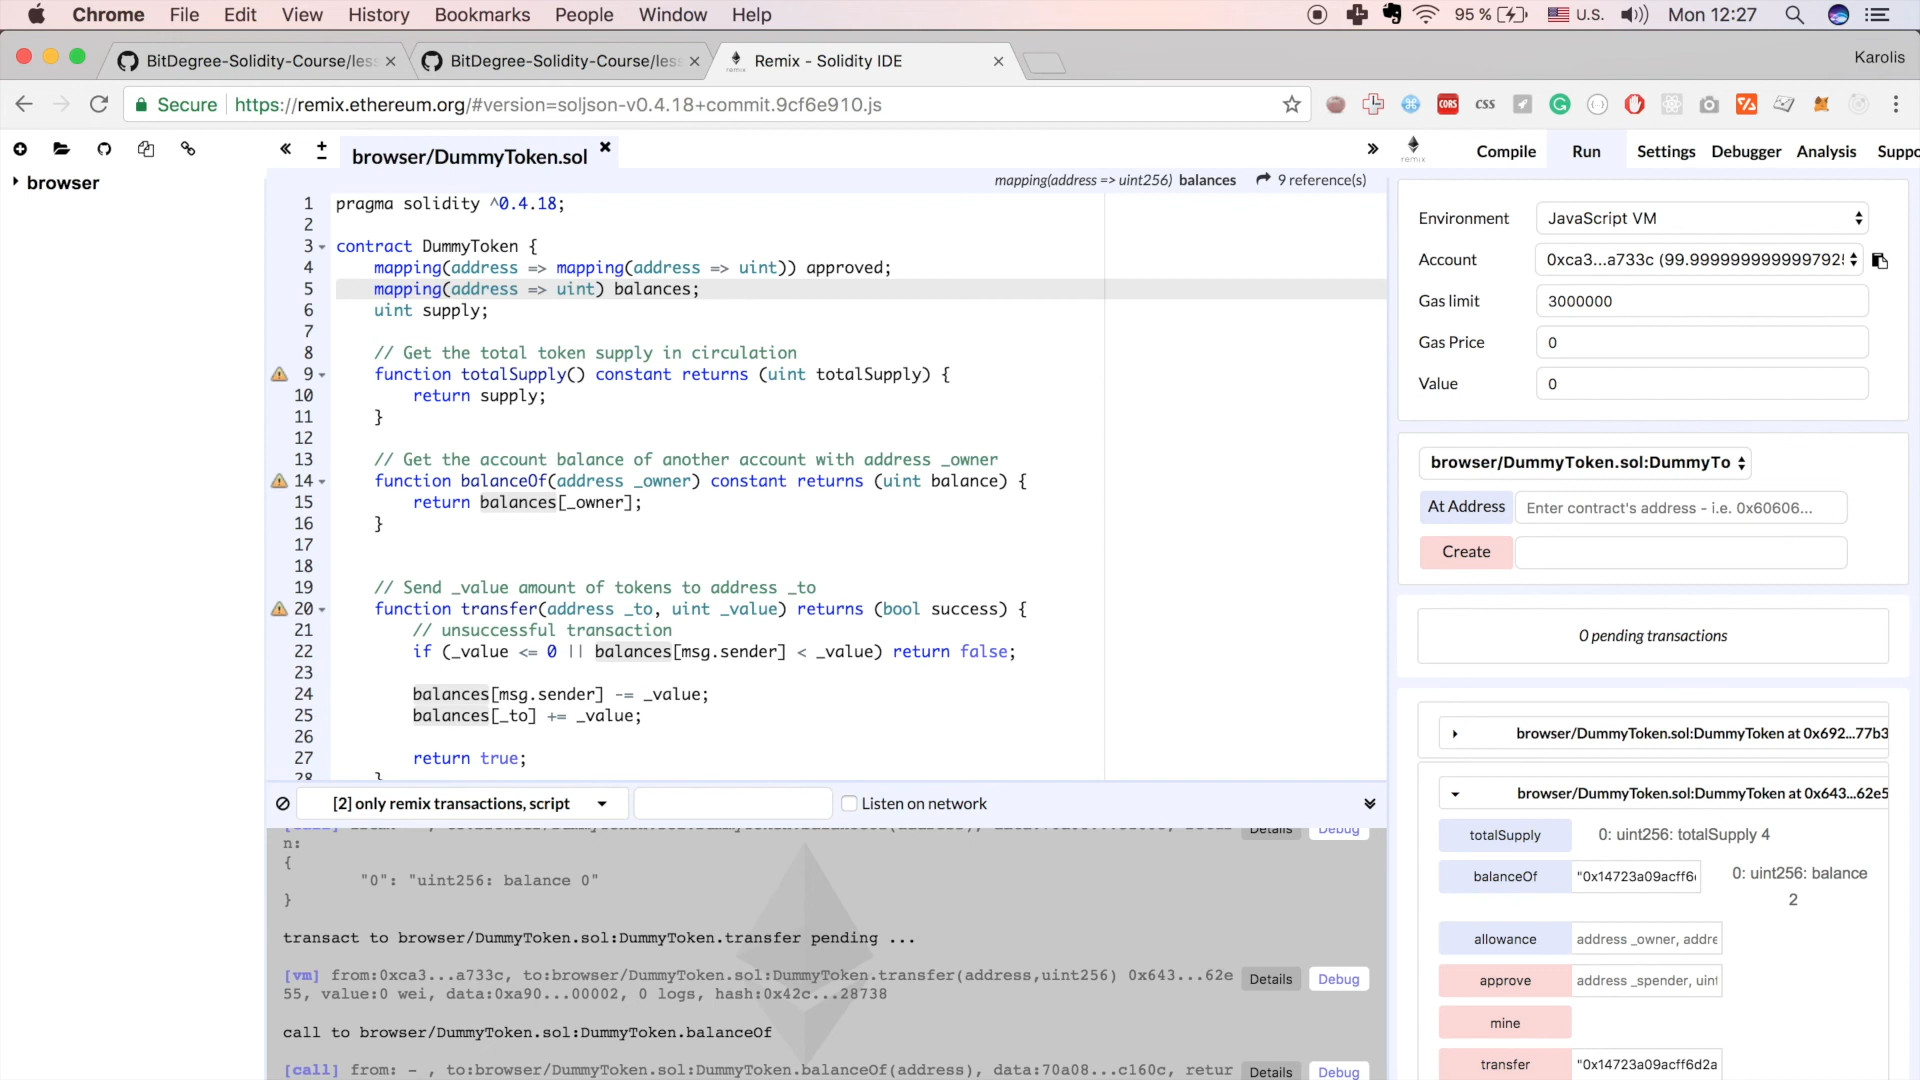 Chrome File Edit View History Bookmarks People Window Help 95 % U.S. Mon 12:27
BitDegree-Solidity-Course/less BitDegree-Solidity-Course/less Remix - Solidity IDE Karolis
Secure https://remix.ethereum.org/#version=soljson-v0.4.18+commit.9cf6e910.js
browser/DummyToken.sol
remix Compile Run Settings Debugger Analysis Suppo
browser
mapping(address => uint256) balances 9 reference(s)
1 pragma solidity ^0.4.18;
2
3 contract DummyToken {
4 mapping(address => mapping(address => uint)) approved;
5 mapping(address => uint) balances;
6 uint supply;
7
8 // Get the total token supply in circulation
9 function totalSupply() constant returns (uint totalSupply) {
10 return supply;
11 }
12
13 // Get the account balance of another account with address _owner
14 function balanceOf(address _owner) constant returns (uint balance) {
15 return balances[_owner];
16 }
17
18
19 // Send _value amount of tokens to address _to
20 function transfer(address _to, uint _value) returns (bool success) {
21 // unsuccessful transaction
22 if (_value <= 0 || balances[msg.sender] < _value) return false;
23
24 balances[msg.sender] -= _value;
25 balances[_to] += _value;
26
27 return true;
28 }
Environment JavaScript VM
Account 0xca3...a733c (99.999999999999792
Gas limit 3000000
Gas Price 0
Value 0
browser/DummyToken.sol:DummyTo
At Address Enter contract's address - i.e. 0x60606...
Create
0 pending transactions
browser/DummyToken.sol:DummyToken at 0x692...77b3
browser/DummyToken.sol:DummyToken at 0x643...62e5
totalSupply 0: uint256: totalSupply 4
balanceOf "0x14723a09acff6 0: uint256: balance
2
allowance address _owner, addre
approve address _spender, uint
mine
transfer "0x14723a09acff6d2a
[2] only remix transactions, script Listen on network
Details Debug
n:
{
"0": "uint256: balance 0"
}
transact to browser/DummyToken.sol:DummyToken.transfer pending ...
[vm] from:0xca3...a733c, to:browser/DummyToken.sol:DummyToken.transfer(address,uint256) 0x643...62e
55, value:0 wei, data:0xa90...00002, 0 logs, hash:0x42c...28738
Details Debug
call to browser/DummyToken.sol:DummyToken.balanceOf
[call] from: - , to:browser/DummyToken.sol:DummyToken.balanceOf(address), data:70a08...c160c, retur
Details Debug